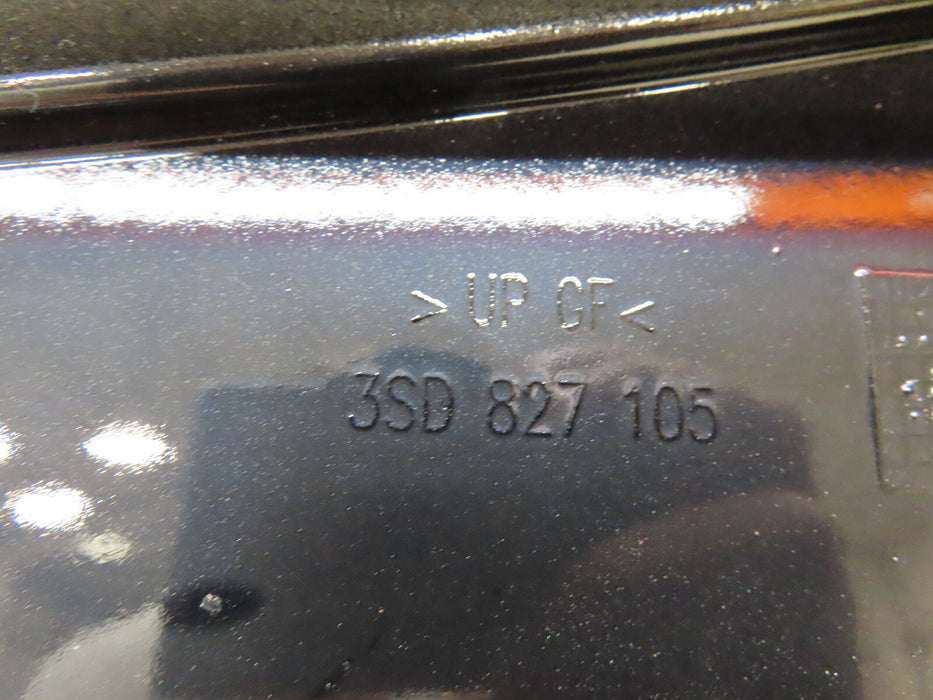 > UP GF <
3SD 827 105